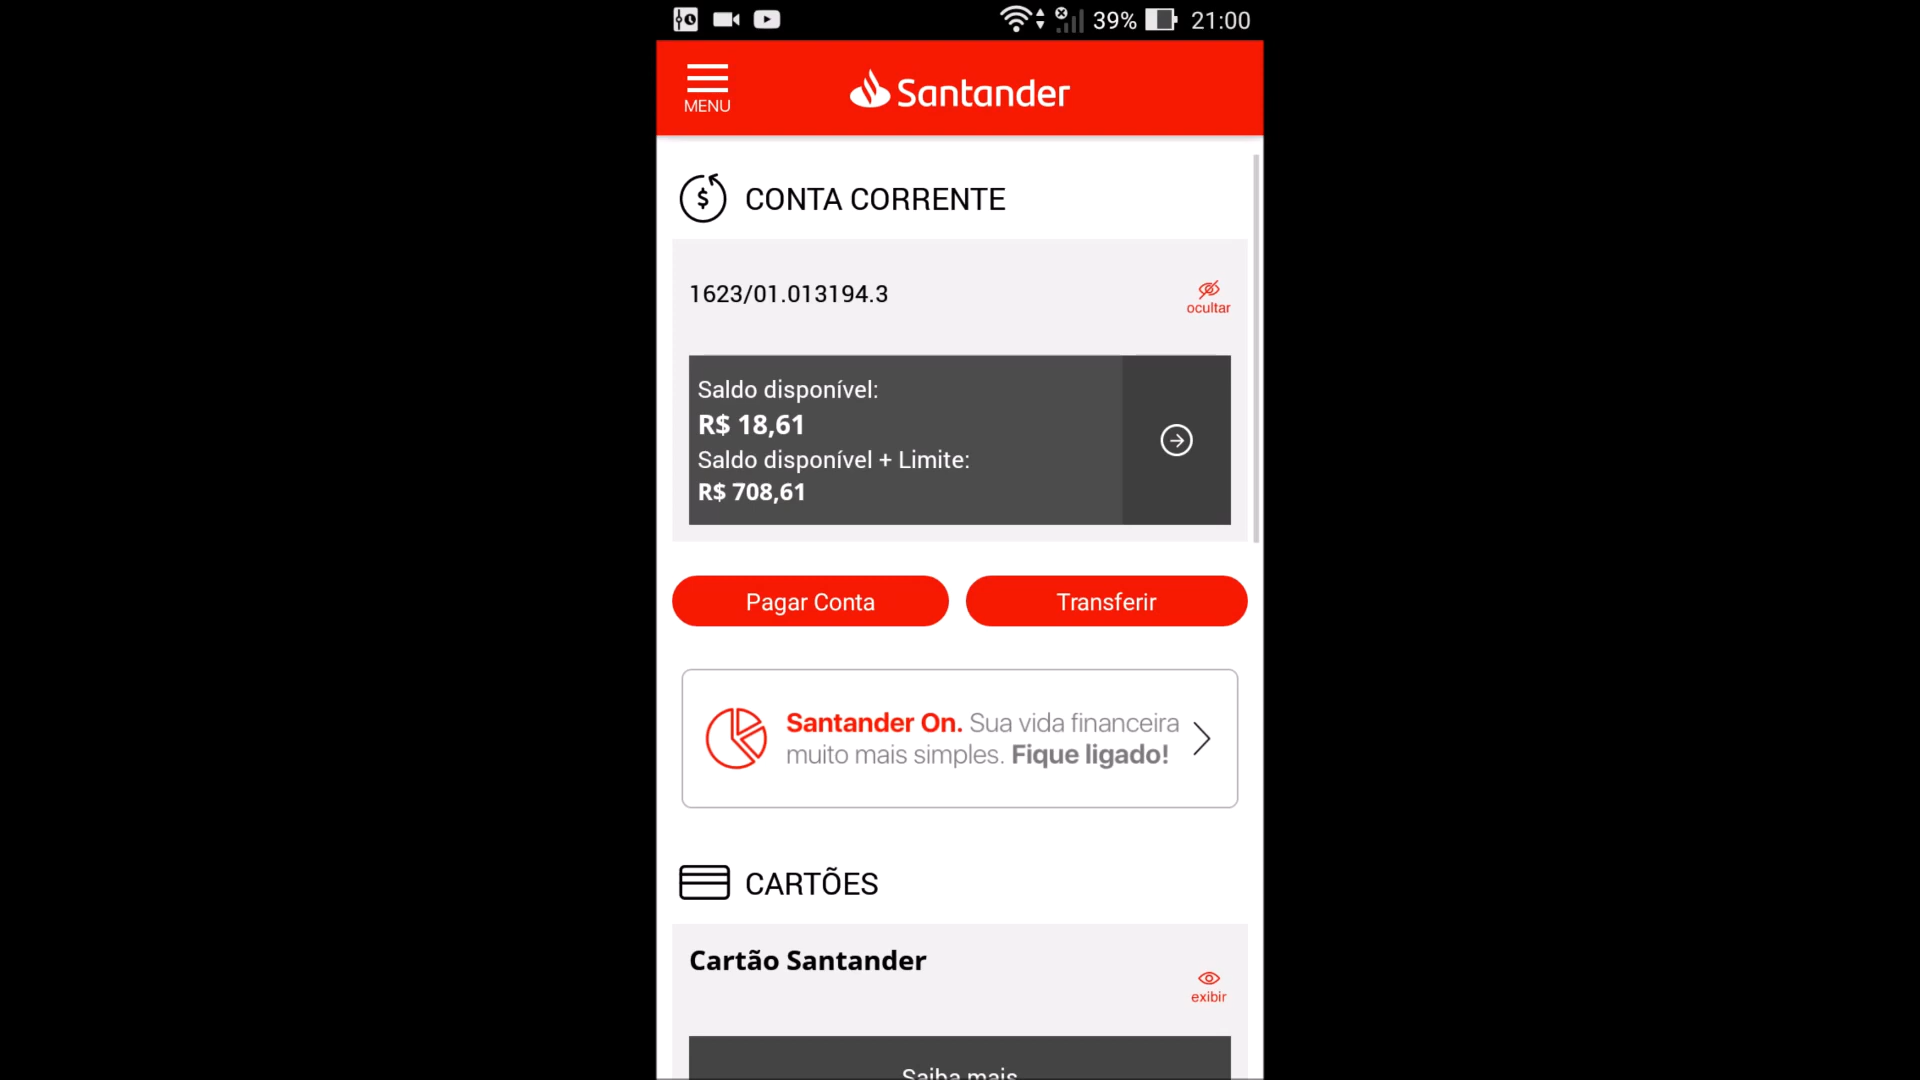 39% 21:00
MENU
Santander
CONTA CORRENTE
1623/01.013194.3
ocultar
Saldo disponível:
R$ 18,61
Saldo disponível + Limite:
R$ 708,61
Pagar Conta
Transferir
Santander On. Sua vida financeira
muito mais simples. Fique ligado!
CARTÕES
Cartão Santander
exibir
Saiba mais